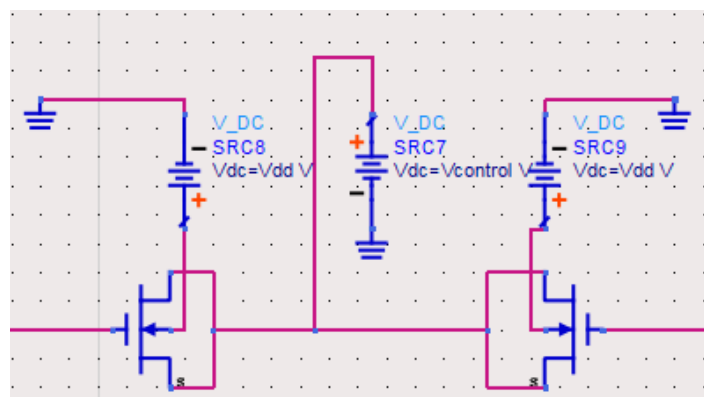 V_DC
SRC8
Vdc=Vdd V
V_DC
SRC7
Vdc=Vcontrol V
V_DC
SRC9
Vdc=Vdd V
+
−
−
+
−
+
s
s